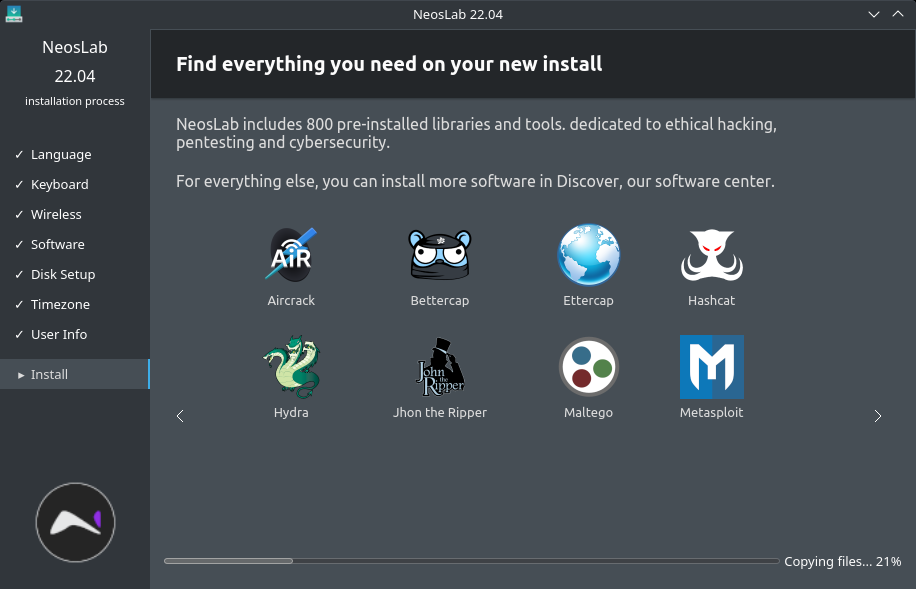 NeosLab 22.04
NeosLab
22.04
installation process
✓ Language
✓ Keyboard
✓ Wireless
✓ Software
✓ Disk Setup
✓ Timezone
✓ User Info
▸ Install
Find everything you need on your new install
NeosLab includes 800 pre-installed libraries and tools. dedicated to ethical hacking,
pentesting and cybersecurity.
For everything else, you can install more software in Discover, our software center.
AiR
Aircrack
Bettercap
Ettercap
Hashcat
Hydra
John
the
Ripper
Jhon the Ripper
Maltego
M
Metasploit
Copying files... 21%